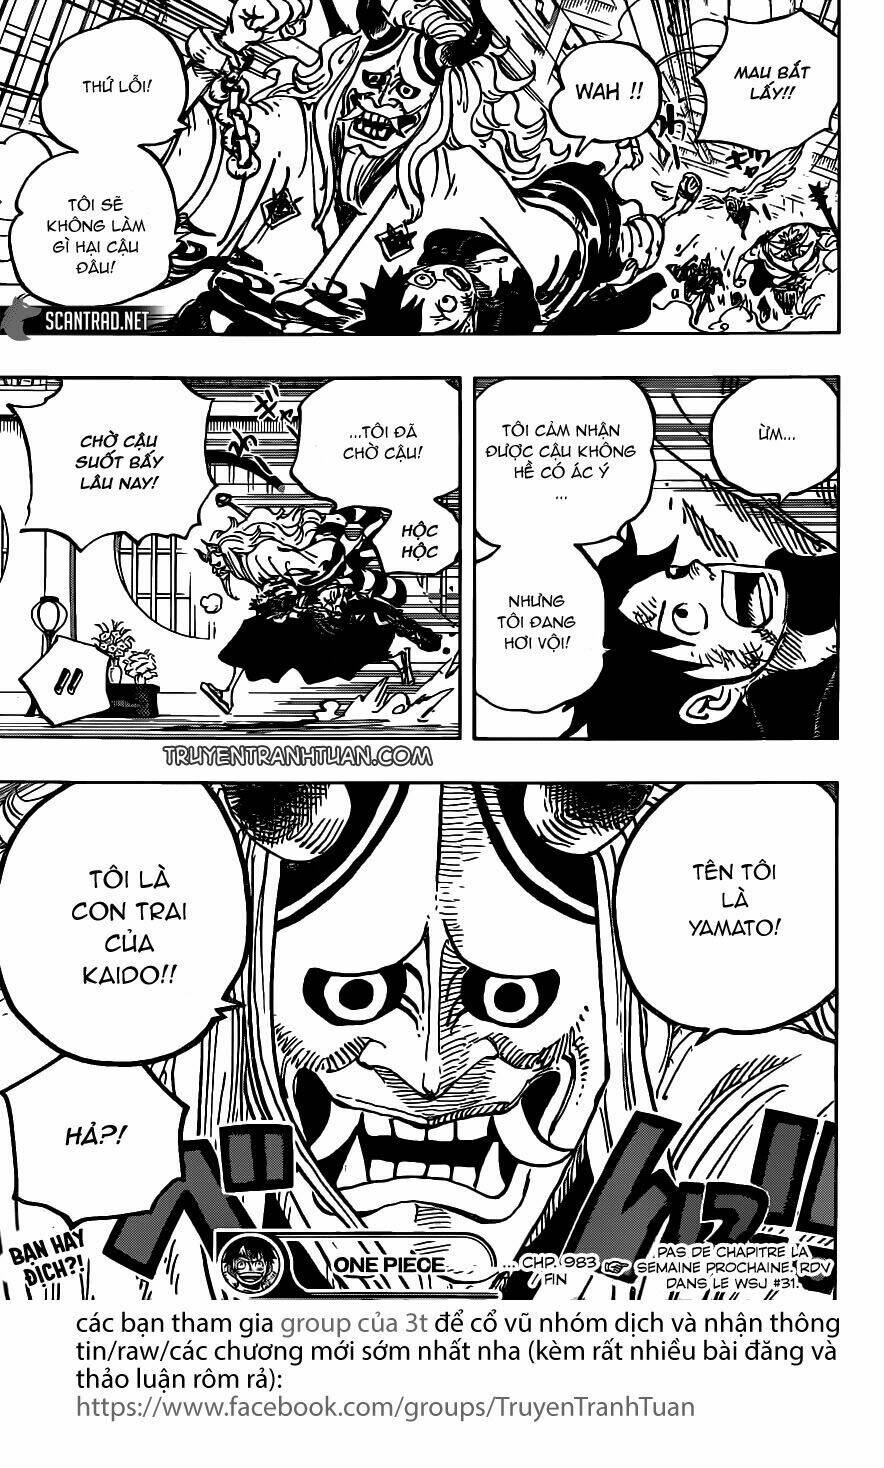 MAU BẮT
LẤY!!
WAH !!
THỨ LỖI!
TÔI SẼ
KHÔNG LÀM
GÌ HẠI CẬU
ĐÂU!
SCANTRAD.NET
ỪM...
TÔI CẢM NHẬN
ĐƯỢC CẬU KHÔNG
HỀ CÓ ÁC Ý
...
NHƯNG
TÔI ĐANG
HƠI VỘI!
...TÔI ĐÃ
CHỜ CẬU!
HỘC
HỘC
CHỜ CẬU
SUỐT BẤY
LÂU NAY!
!!
TRUYENTRANHTUAN.COM
TÊN TÔI
LÀ
YAMATO!
TÔI LÀ
CON TRAI
CỦA
KAIDO!!
HẢ?!
BẠN HAY
ĐỊCH?!
ONE PIECE
... CHP. 983
/ FIN
PAS DE CHAPITRE LA
SEMAINE PROCHAINE. RDV
DANS LE WSJ #31.
các bạn tham gia group của 3t để cổ vũ nhóm dịch và nhận thông
tin/raw/các chương mới sớm nhất nha (kèm rất nhiều bài đăng và
thảo luận rôm rả):
https://www.facebook.com/groups/TruyenTranhTuan